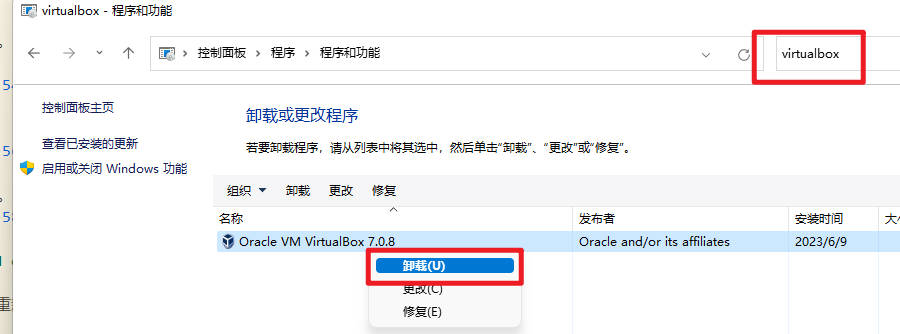 virtualbox - 程序和功能
控制面板 > 程序 > 程序和功能
virtualbox
控制面板主页
查看已安装的更新
启用或关闭 Windows 功能
卸载或更改程序
若要卸载程序，请从列表中将其选中，然后单击“卸载”、“更改”或“修复”。
组织 卸载 更改 修复
名称 发布者 安装时间
Oracle VM VirtualBox 7.0.8 Oracle and/or its affiliates 2023/6/9
卸载(U)
更改(C)
修复(E)